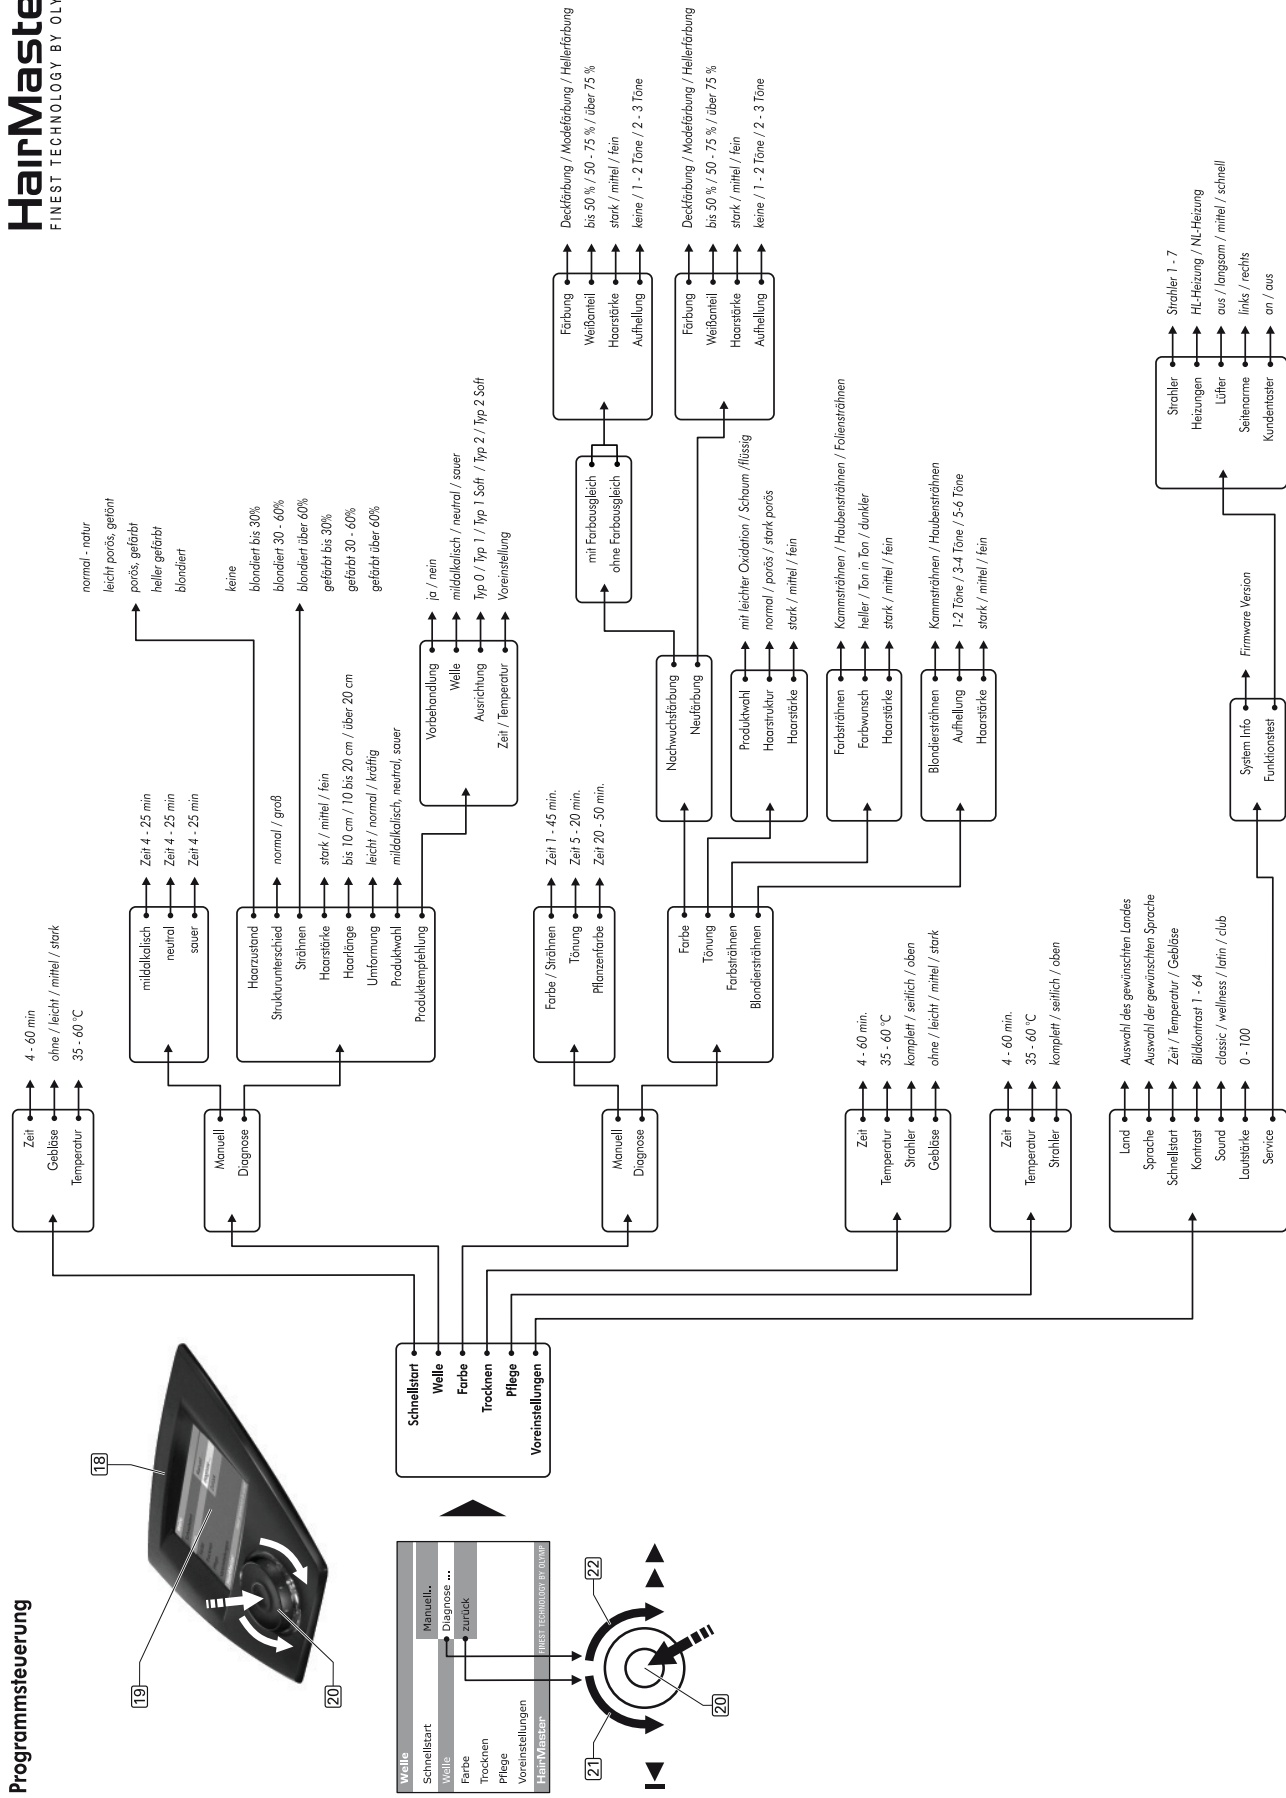 Programmsteuerung
HairMaste
FINEST TECHNOLOGY BY OLY
18
19
20
Welle
Schnellstart
Welle
Farbe
Trocknen
Pflege
Voreinstellungen
Manuell..
Diagnose ...
zurück
HairMaster
FINEST TECHNOLOGY BY OLYMP
21
22
20
Schnellstart
Welle
Farbe
Trocknen
Pflege
Voreinstellungen
Zeit
4 - 60 min
Gebläse
ohne / leicht / mittel / stark
Temperatur
35 - 60 °C
Manuell
Diagnose
mildalkalisch
Zeit 4 - 25 min
neutral
Zeit 4 - 25 min
sauer
Zeit 4 - 25 min
Haarzustand
Strukturunterschied
normal / groß
Strähnen
Haarstärke
stark / mittel / fein
Haarlänge
bis 10 cm / 10 bis 20 cm / über 20 cm
Umformung
leicht / normal / kräftig
Produktwahl
mildalkalisch, neutral, sauer
Produktempfehlung
normal - natur
leicht porös, getönt
porös, gefärbt
heller gefärbt
blondiert
keine
blondiert bis 30%
blondiert 30 - 60%
blondiert über 60%
gefärbt bis 30%
gefärbt 30 - 60%
gefärbt über 60%
Vorbehandlung
ja / nein
Welle
mildalkalisch / neutral / sauer
Ausrichtung
Typ 0 / Typ 1 / Typ 1 Soft / Typ 2 / Typ 2 Soft
Zeit / Temperatur
Voreinstellung
Manuell
Diagnose
Farbe / Strähnen
Zeit 1 - 45 min.
Tönung
Zeit 5 - 20 min.
Pflanzenfarbe
Zeit 20 - 50 min.
Farbe
Tönung
Farbsträhnen
Blondiersträhnen
Nachwuchsfärbung
Neufärbung
mit Farbausgleich
ohne Farbausgleich
Färbung
Deckfärbung / Modefärbung / Hellerfärbung
Weißanteil
bis 50 % / 50 - 75 % / über 75 %
Haarstärke
stark / mittel / fein
Aufhellung
keine / 1 - 2 Töne / 2 - 3 Töne
Färbung
Deckfärbung / Modefärbung / Hellerfärbung
Weißanteil
bis 50 % / 50 - 75 % / über 75 %
Haarstärke
stark / mittel / fein
Aufhellung
keine / 1 - 2 Töne / 2 - 3 Töne
Produktwahl
mit leichter Oxidation / Schaum /flüssig
Haarstruktur
normal / porös / stark porös
Haarstärke
stark / mittel / fein
Farbsträhnen
Kammsträhnen / Haubensträhnen / Foliensträhnen
Farbwunsch
heller / Ton in Ton / dunkler
Haarstärke
stark / mittel / fein
Blondiersträhnen
Kammsträhnen / Haubensträhnen
Aufhellung
1-2 Töne / 3-4 Töne / 5-6 Töne
Haarstärke
stark / mittel / fein
Zeit
4 - 60 min.
Temperatur
35 - 60 °C
Strahler
komplett / seitlich / oben
Gebläse
ohne / leicht / mittel / stark
Zeit
4 - 60 min.
Temperatur
35 - 60 °C
Strahler
komplett / seitlich / oben
Land
Auswahl des gewünschten Landes
Sprache
Auswahl der gewünschten Sprache
Schnellstart
Zeit / Temperatur / Gebläse
Kontrast
Bildkontrast 1 - 64
Sound
classic / wellness / latin / club
Lautstärke
0 - 100
Service
System Info
Firmware Version
Funktionstest
Strahler
Strahler 1 - 7
Heizungen
HL-Heizung / NL-Heizung
Lüfter
aus / langsam / mittel / schnell
Seitenarme
links / rechts
Kundentaster
an / aus